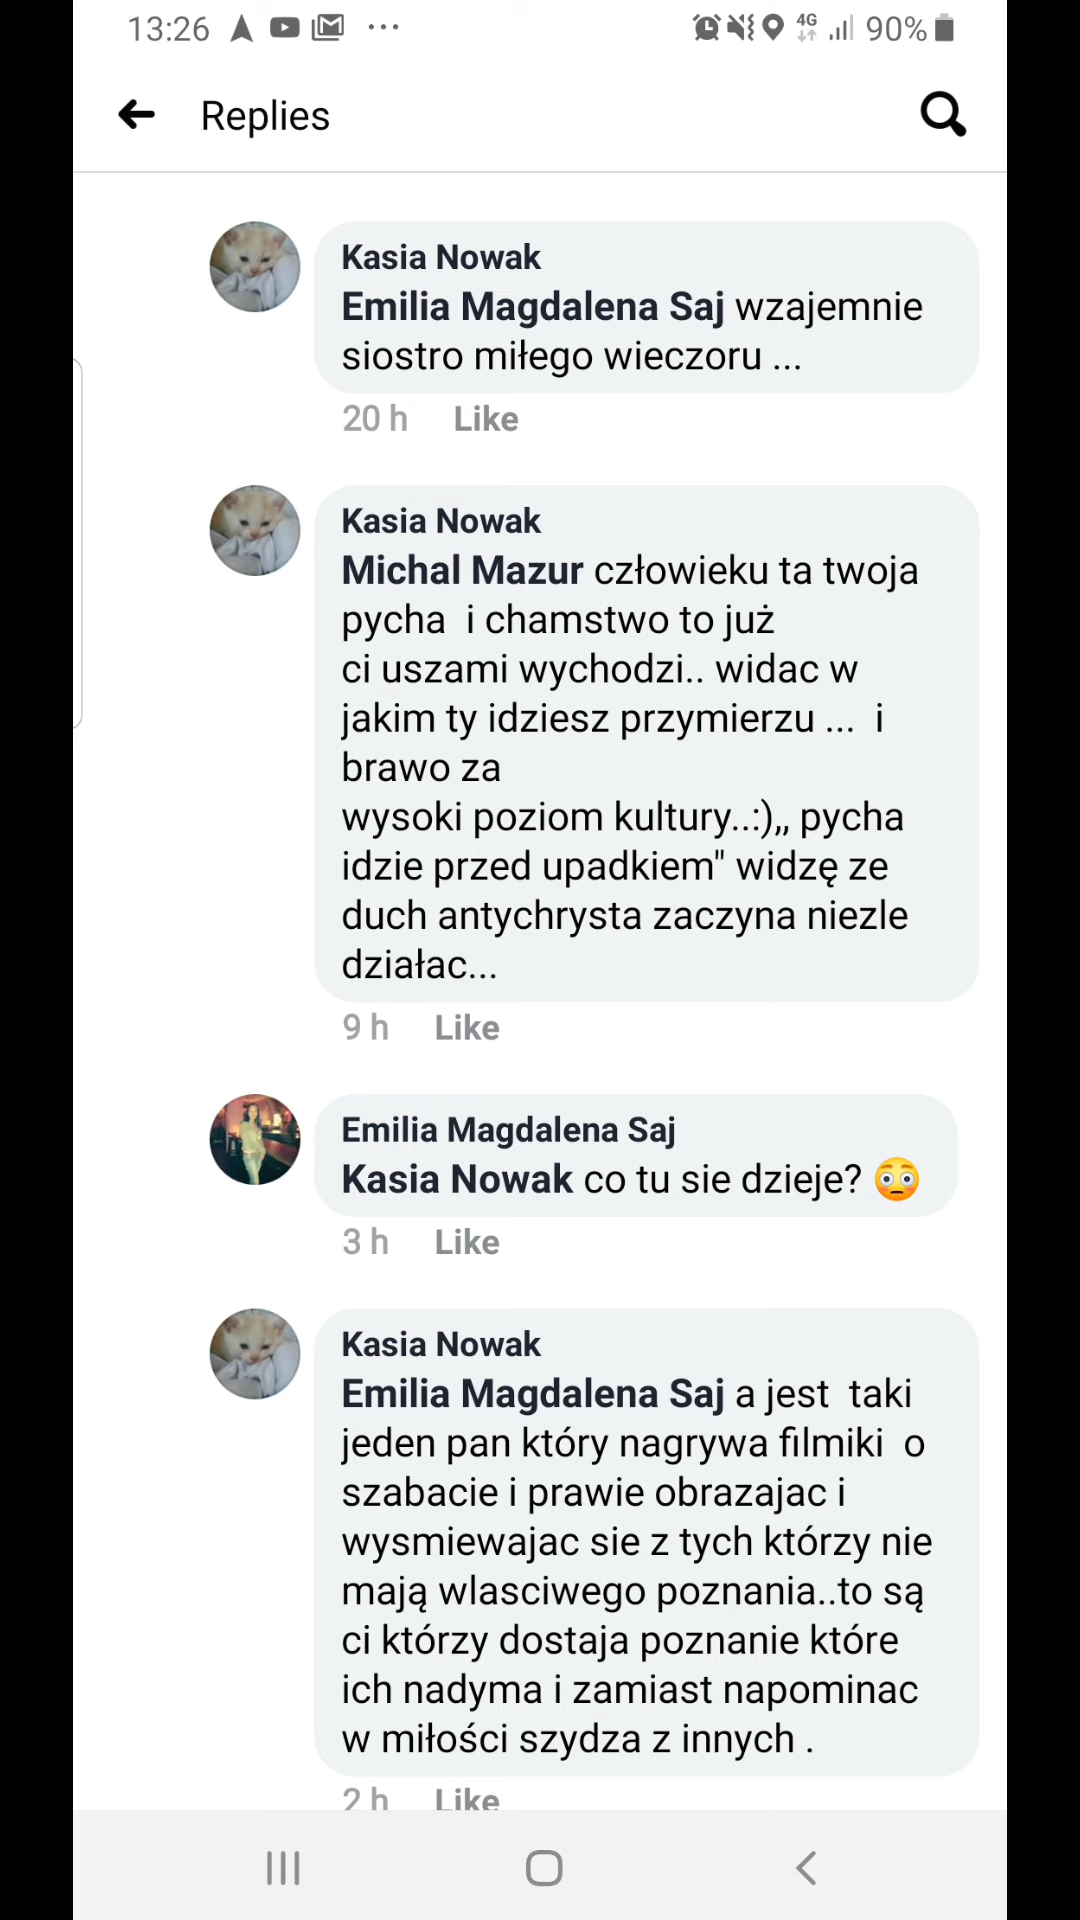 13:26
4G
90%
Replies
Kasia Nowak
Emilia Magdalena Saj wzajemnie
siostro miłego wieczoru ...
20 h Like
Kasia Nowak
Michal Mazur człowieku ta twoja
pycha  i chamstwo to już
ci uszami wychodzi.. widac w
jakim ty idziesz przymierzu ...  i
brawo za
wysoki poziom kultury..:),, pycha
idzie przed upadkiem" widzę ze
duch antychrysta zaczyna niezle
działac...
9 h Like
Emilia Magdalena Saj
Kasia Nowak co tu sie dzieje? 😳
3 h Like
Kasia Nowak
Emilia Magdalena Saj a jest  taki
jeden pan który nagrywa filmiki  o
szabacie i prawie obrazajac i
wysmiewajac sie z tych którzy nie
mają wlasciwego poznania..to są
ci którzy dostaja poznanie które
ich nadyma i zamiast napominac
w miłości szydza z innych .
2 h Like